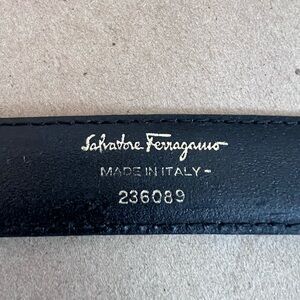 Salvatore Ferragamo
MADE IN ITALY -
236089